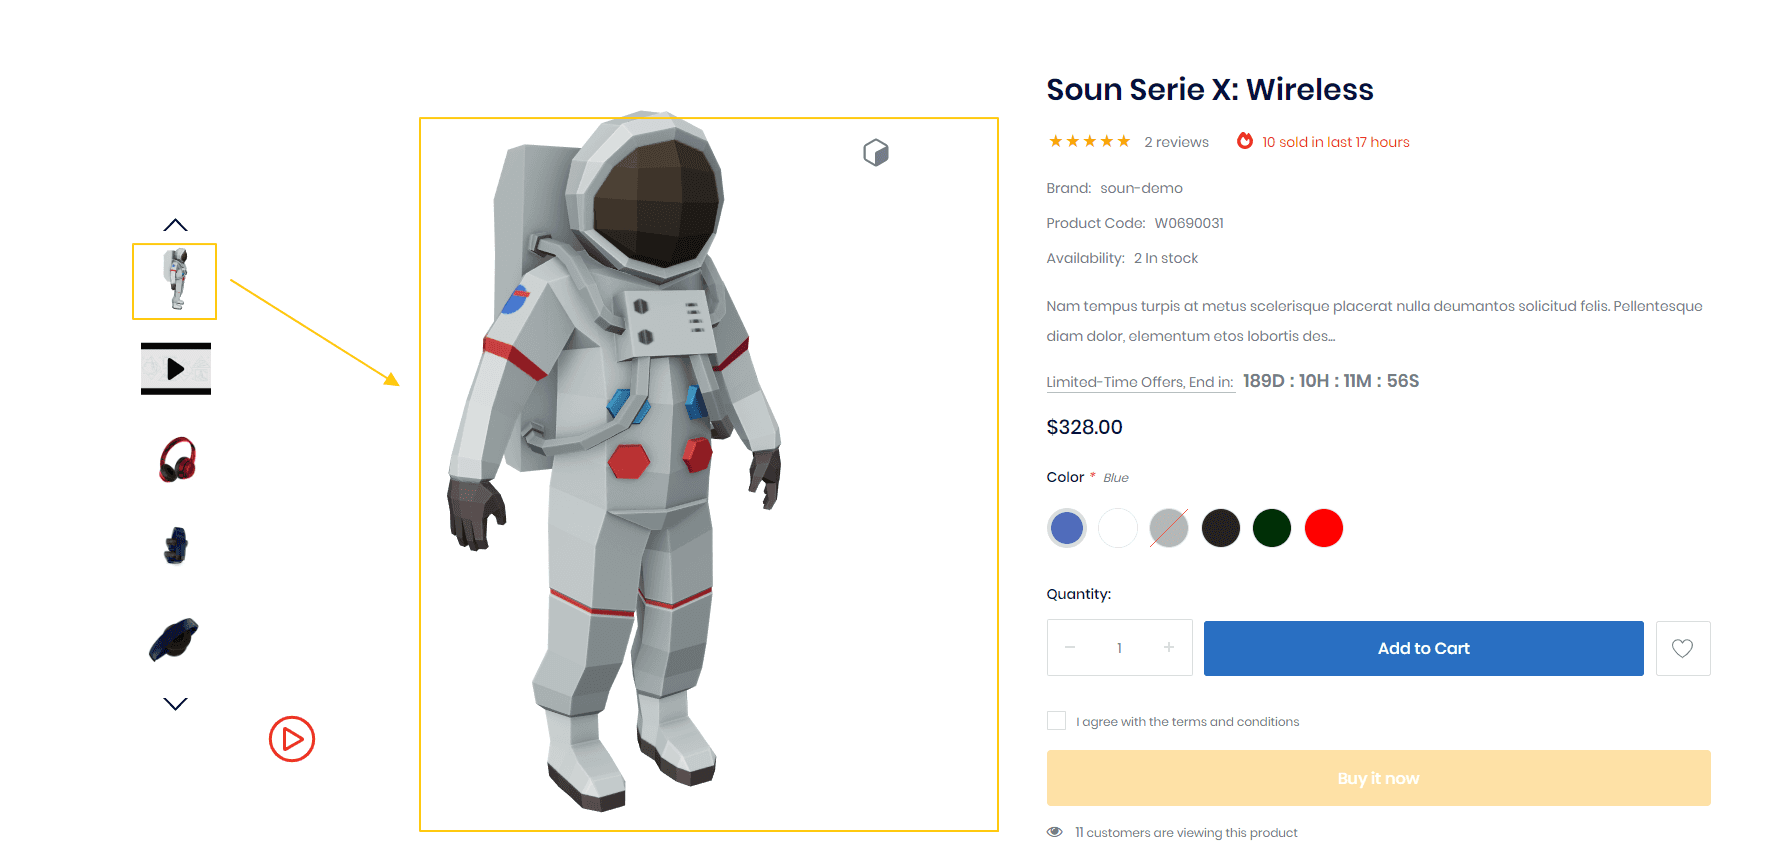 Soun Serie X: Wireless
2 reviews 10 sold in last 17 hours
Brand: soun-demo
Product Code: W0690031
Availability: 2 In stock
Nam tempus turpis at metus scelerisque placerat nulla deumantos solicitud felis. Pellentesque
diam dolor, elementum etos lobortis des...
Limited-Time Offers, End in: 189D : 10H : 11M : 56S
$328.00
Color * Blue
Quantity:
− 1 +
Add to Cart
I agree with the terms and conditions
Buy it now
11 customers are viewing this product